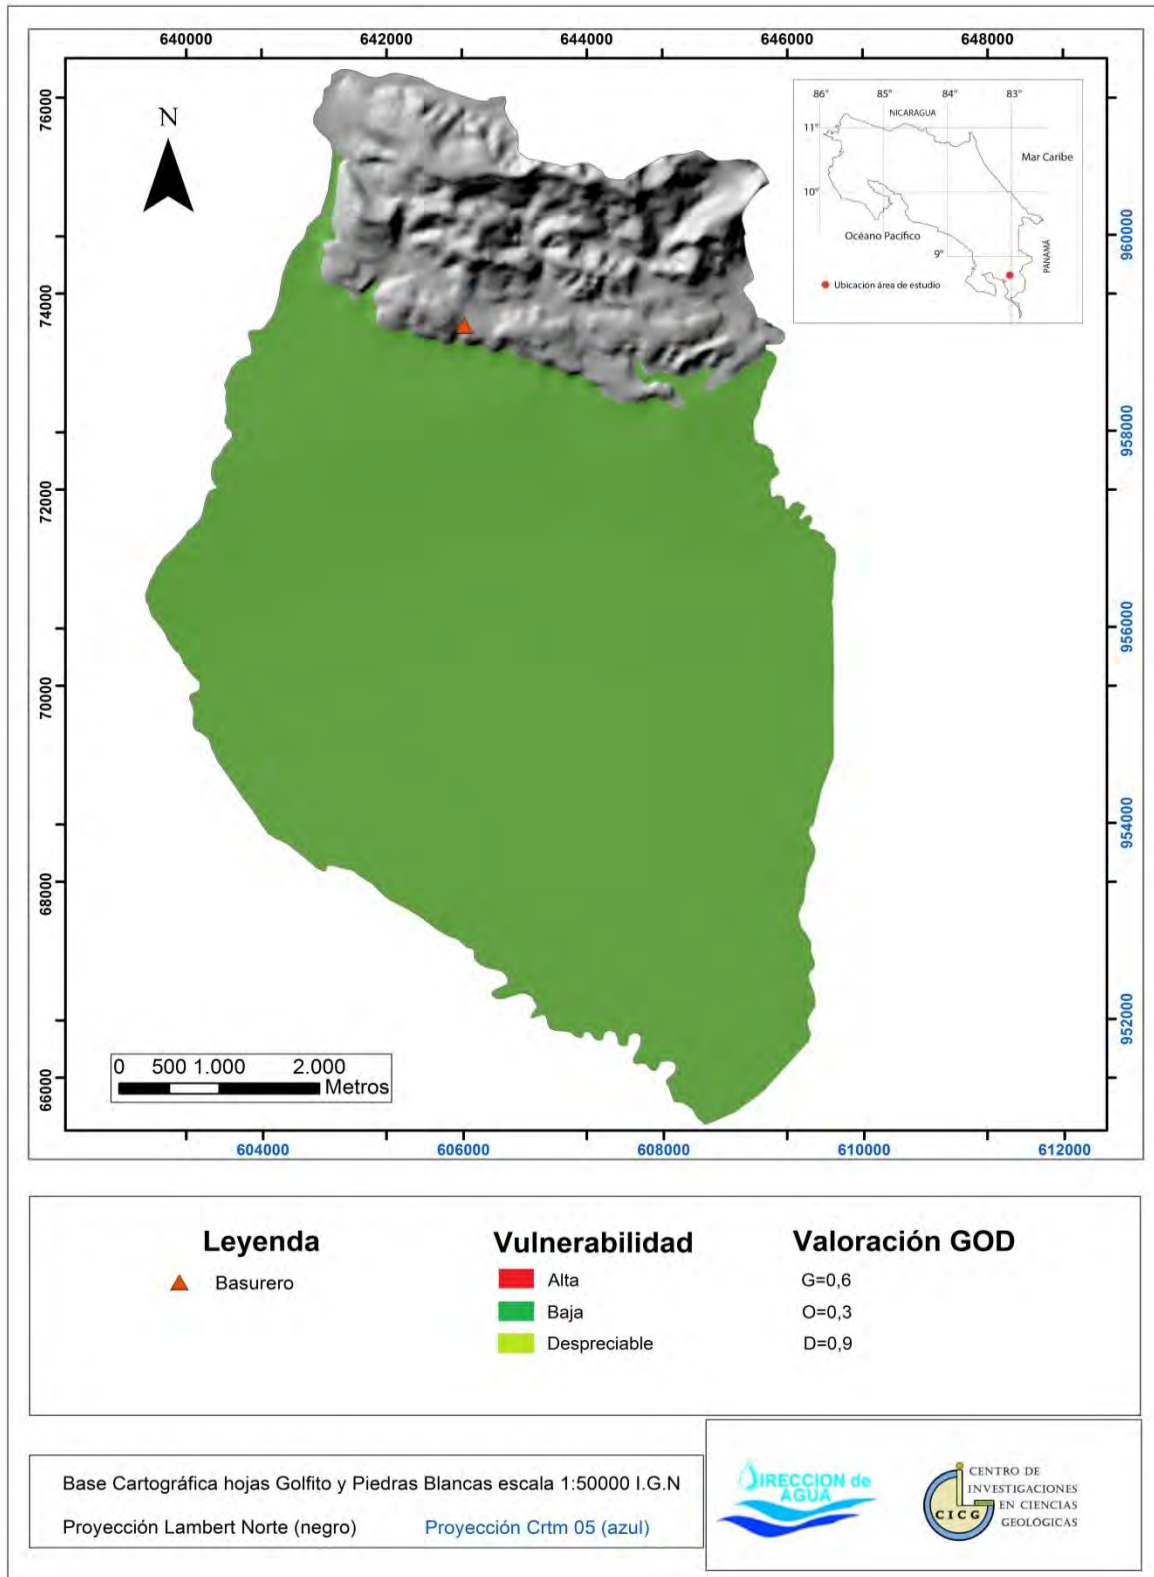 640000 642000 644000 646000 648000
76000
74000
72000
70000
68000
66000
N
86° 85° 84° 83°
NICARAGUA
11°
Mar Caribe
10°
Océano Pacífico
9°
PANAMÁ
Ubicación área de estudio
960000
958000
956000
954000
952000
0 500 1.000 2.000
Metros
604000 606000 608000 610000 612000
Leyenda
Basurero
Vulnerabilidad
Alta
Baja
Despreciable
Valoración GOD
G=0,6
O=0,3
D=0,9
Base Cartográfica hojas Golfito y Piedras Blancas escala 1:50000 I.G.N
Proyección Lambert Norte (negro) Proyección Crtm 05 (azul)
DIRECCION de
AGUA
CICG
CENTRO DE
INVESTIGACIONES
EN CIENCIAS
GEOLÓGICAS